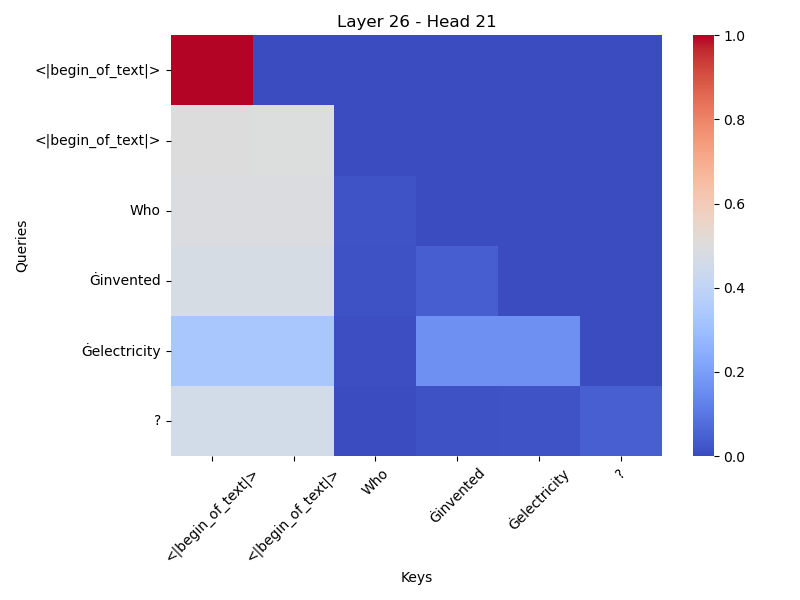 Layer 26 - Head 21
<|begin_of_text|>
<|begin_of_text|>
Who
Ġinvented
Ġelectricity
?
Queries
<|begin_of_text|>
<|begin_of_text|>
Who
Ġinvented
Ġelectricity
?
Keys
1.0
0.8
0.6
0.4
0.2
0.0